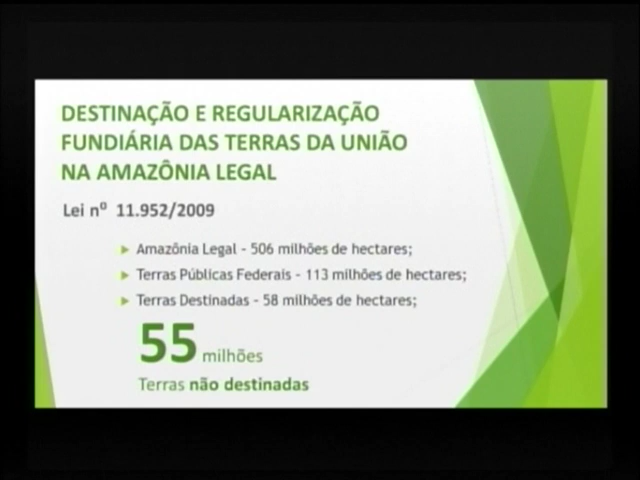 DESTINAÇÃO E REGULARIZAÇÃO
FUNDIÁRIA DAS TERRAS DA UNIÃO
NA AMAZÔNIA LEGAL
Lei nº 11.952/2009
Amazônia Legal - 506 milhões de hectares;
Terras Públicas Federais - 113 milhões de hectares;
Terras Destinadas - 58 milhões de hectares;
55 milhões
Terras não destinadas